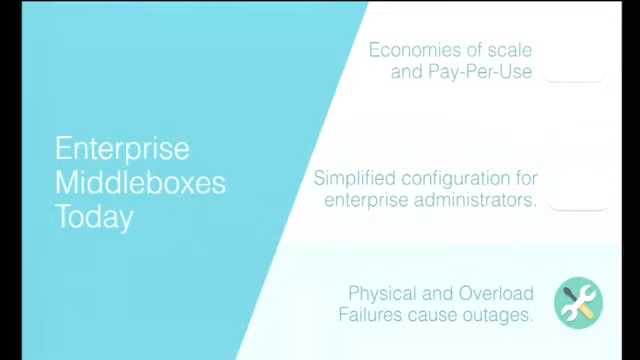 Enterprise
Middleboxes
Today
Economies of scale
and Pay-Per-Use
Simplified configuration for
enterprise administrators.
Physical and Overload
Failures cause outages.